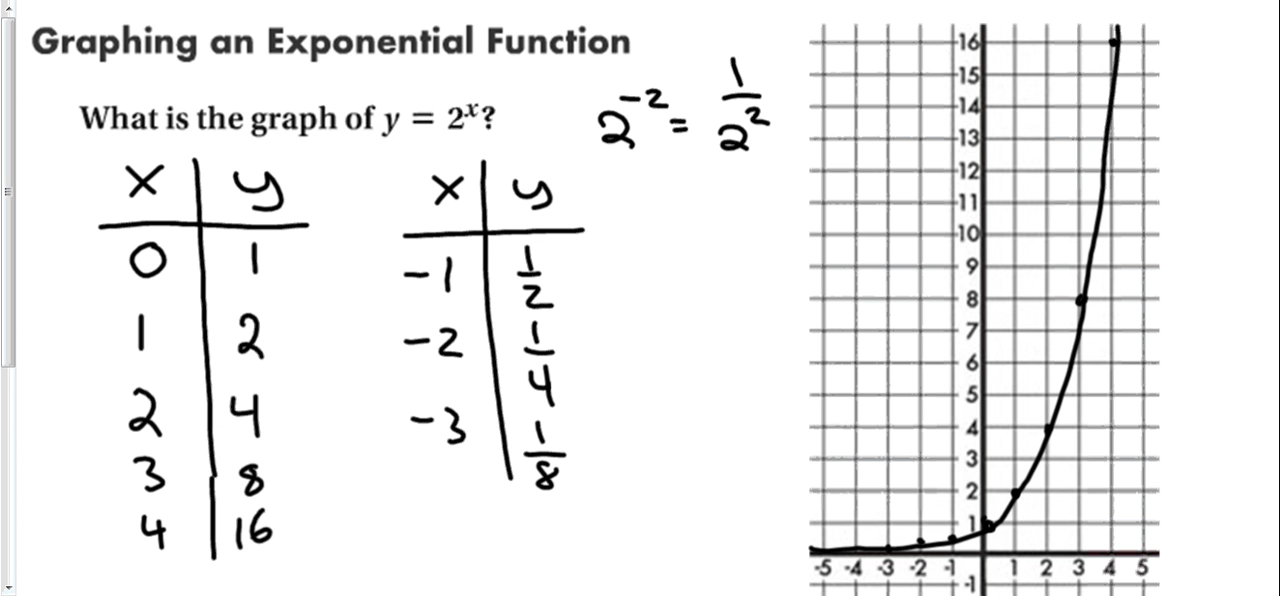 Graphing an Exponential Function
What is the graph of y = 2ˣ?
2⁻² = 1/2²
x | y
0 | 1
1 | 2
2 | 4
3 | 8
4 | 16
x | y
-1 | 1/2
-2 | 1/4
-3 | 1/8
16
15
14
13
12
11
10
9
8
7
6
5
4
3
2
1
-5 -4 -3 -2 -1 1 2 3 4 5
-1